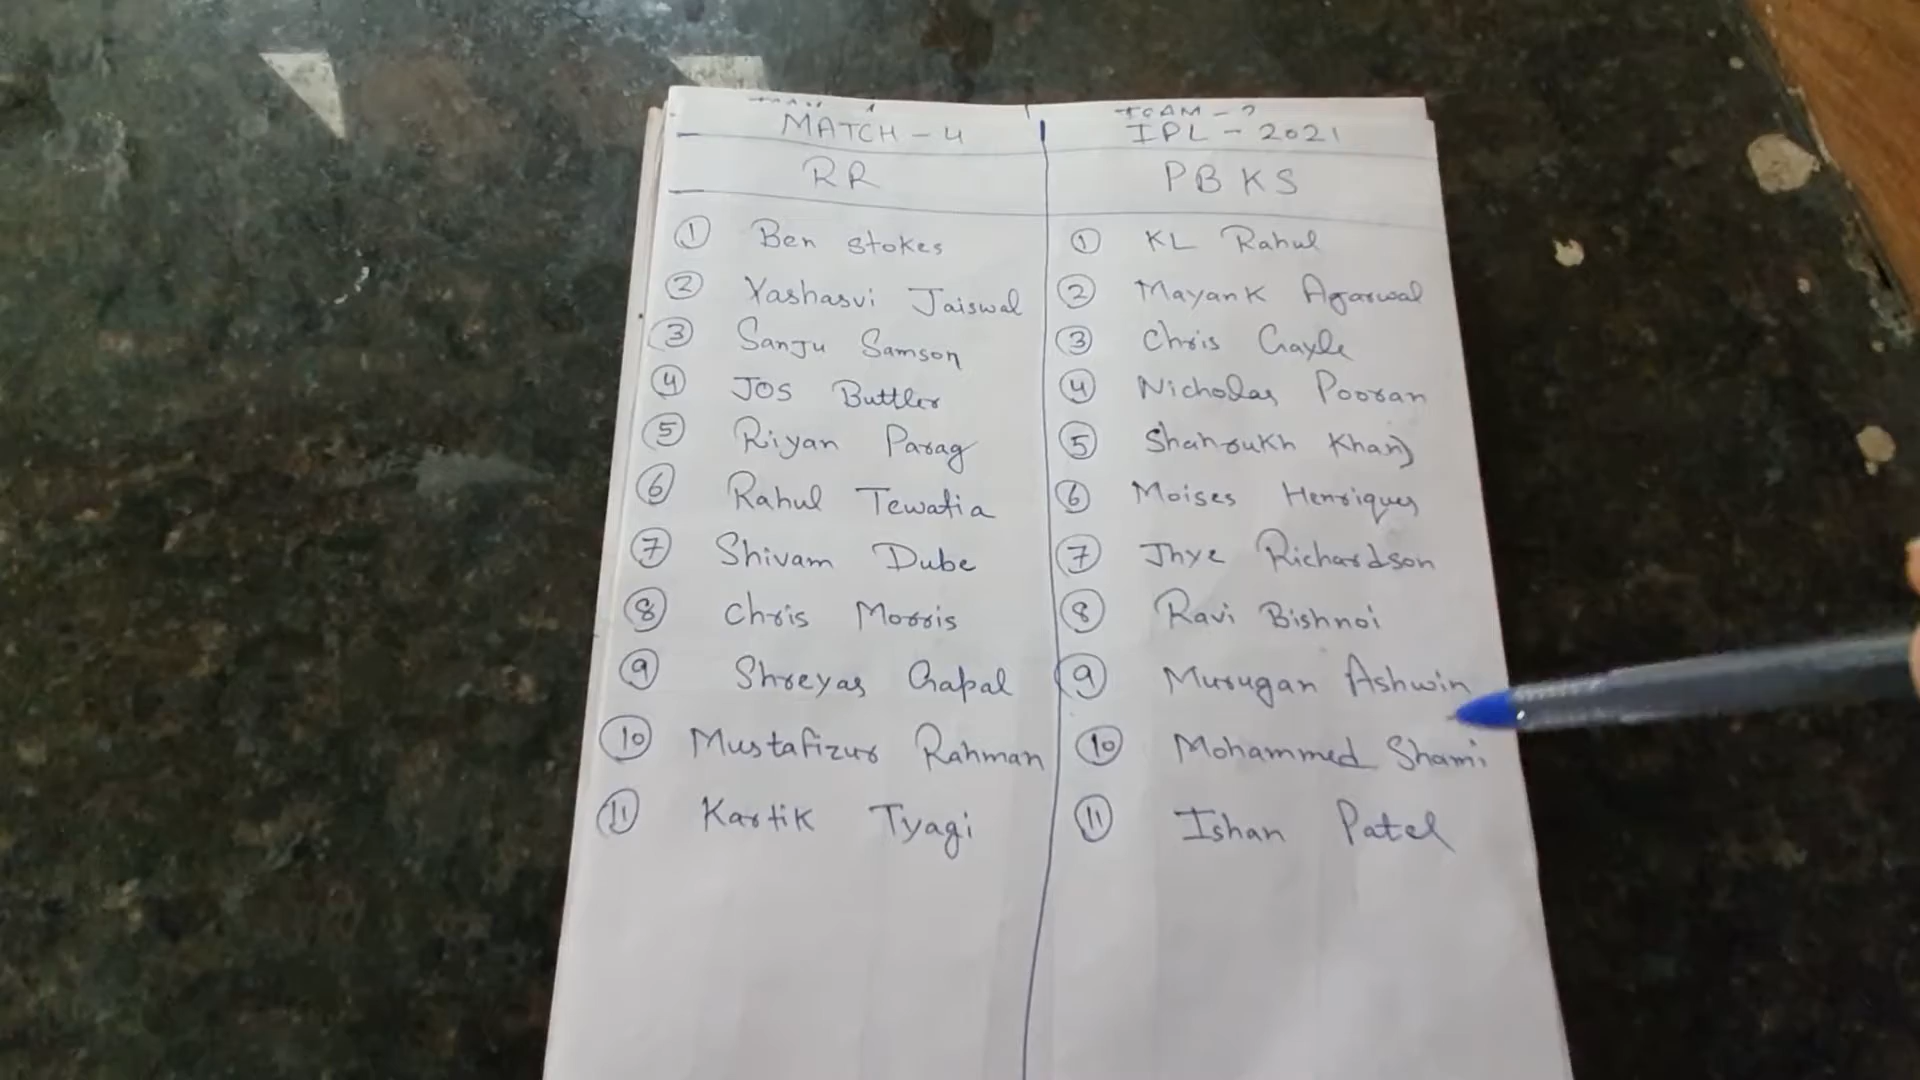 MATCH - 4
IPL - 2021
RR
PBKS
① Ben Stokes
② Yashasvi Jaiswal
③ Sanju Samson
④ JOS Buttler
⑤ Riyan Parag
⑥ Rahul Tewatia
⑦ Shivam Dube
⑧ Chris Morris
⑨ Shreyas Gapal
⑩ Mustafizur Rahman
⑪ Kartik Tyagi
① KL Rahul
② Mayank Agarwal
③ Chris Gayle
④ Nicholas Pooran
⑤ Shahrukh Khan
⑥ Moises Henriques
⑦ Jhye Richardson
⑧ Ravi Bishnoi
⑨ Murugan Ashwin
⑩ Mohammed Shami
⑪ Ishan Patel